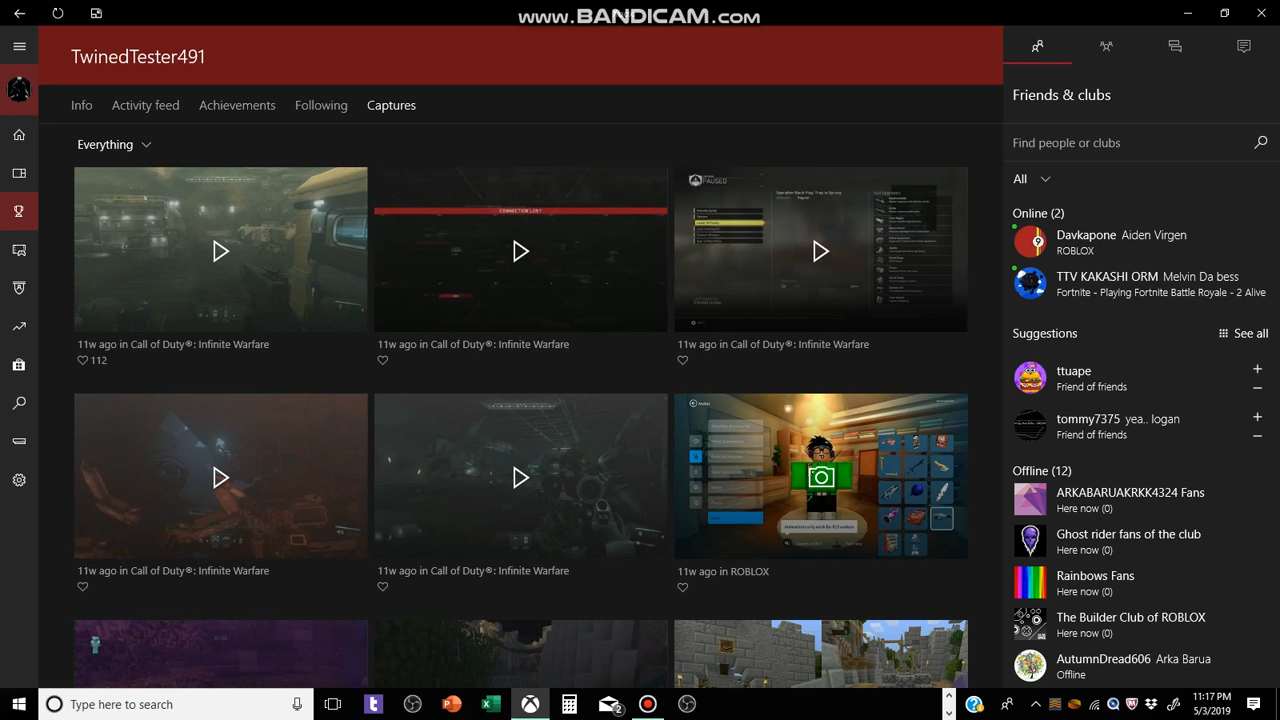 www.BANDICAM.com
TwinedTester491
Info Activity feed Achievements Following Captures
Everything
CONNECTION LOST
PAUSED
11w ago in Call of Duty®: Infinite Warfare
112
11w ago in Call of Duty®: Infinite Warfare
11w ago in Call of Duty®: Infinite Warfare
Avatar
11w ago in Call of Duty®: Infinite Warfare
11w ago in Call of Duty®: Infinite Warfare
11w ago in ROBLOX
Friends & clubs
Find people or clubs
All
Online (2)
Davkapone Aaron Virgen
ROBLOX
TTV KAKASHI ORM Melvin Da bess
Fortnite - Playing Fortnite Battle Royale - 2 Alive
Suggestions See all
ttuape
Friend of friends
tommy7375 yea.. logan
Friend of friends
Offline (12)
ARKABARUAYTK4324 Fans
Here now (0)
Ghost rider fans of the club
Here now (0)
Rainbows Fans
Here now (0)
The Builder Club of ROBLOX
Here now (0)
AutumnDread606 Arka Barua
Offline
Type here to search
2
11:17 PM
5/3/2019